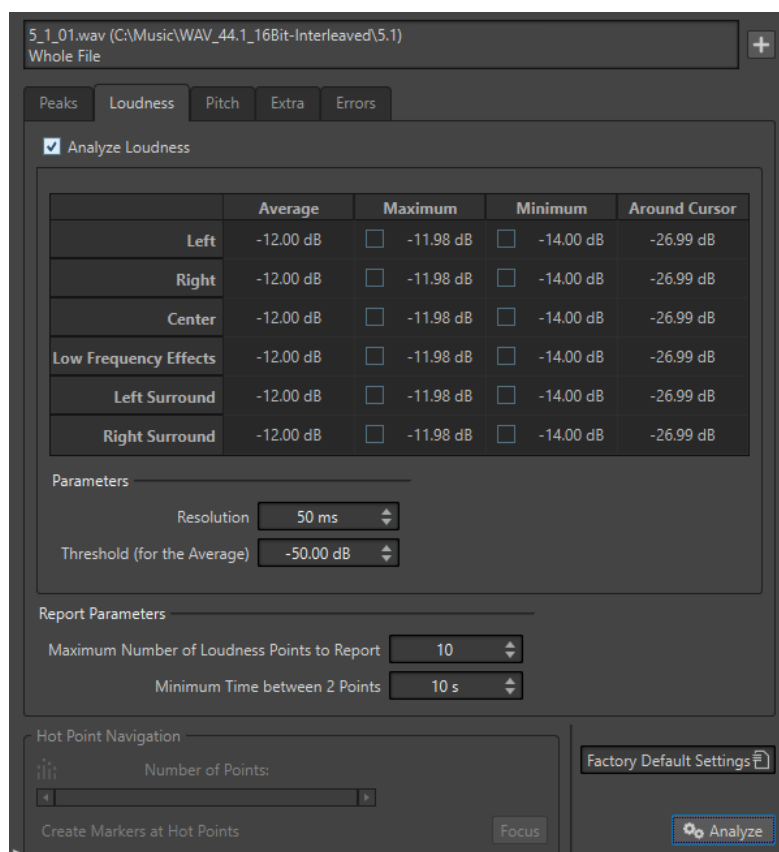 5_1_01.wav (C:\Music\WAV_44.1_16Bit-Interleaved\5.1)
Whole File
Peaks Loudness Pitch Extra Errors
Analyze Loudness
Average Maximum Minimum Around Cursor
Left -12.00 dB -11.98 dB -14.00 dB -26.99 dB
Right -12.00 dB -11.98 dB -14.00 dB -26.99 dB
Center -12.00 dB -11.98 dB -14.00 dB -26.99 dB
Low Frequency Effects -12.00 dB -11.98 dB -14.00 dB -26.99 dB
Left Surround -12.00 dB -11.98 dB -14.00 dB -26.99 dB
Right Surround -12.00 dB -11.98 dB -14.00 dB -26.99 dB
Parameters
Resolution 50 ms
Threshold (for the Average) -50.00 dB
Report Parameters
Maximum Number of Loudness Points to Report 10
Minimum Time between 2 Points 10 s
Hot Point Navigation
Number of Points:
Create Markers at Hot Points Focus
Factory Default Settings
Analyze